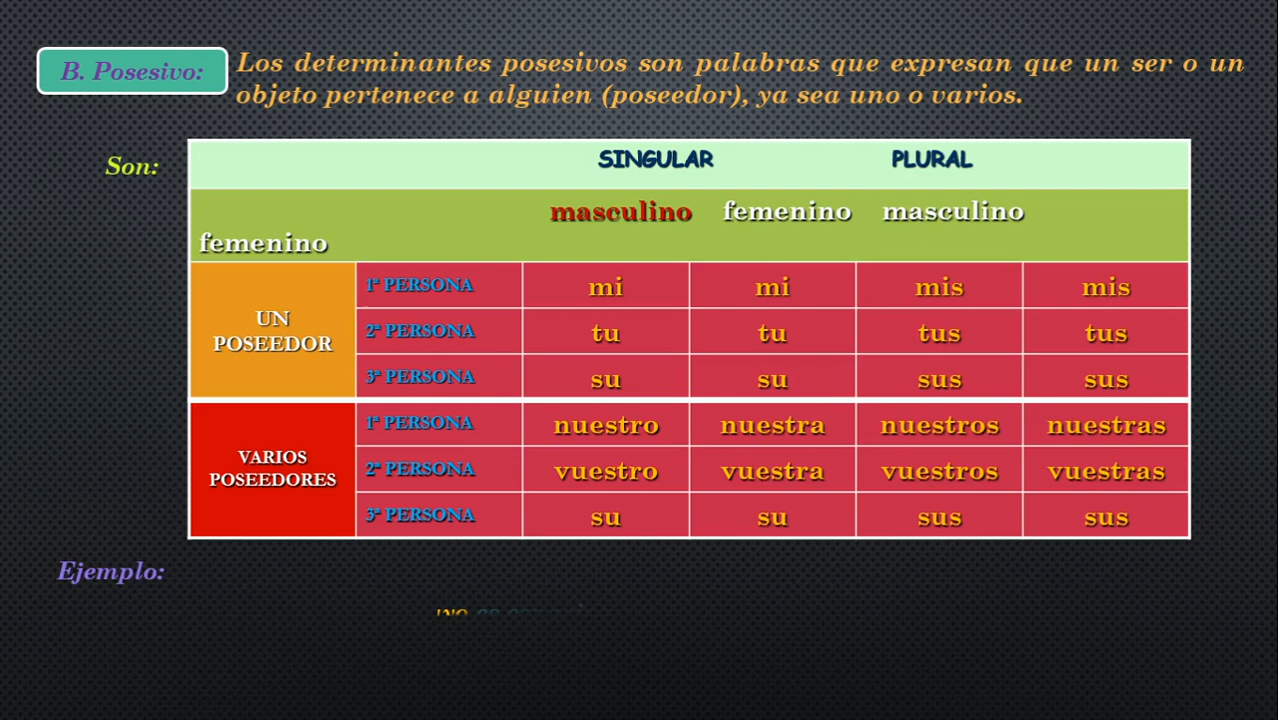 B. Posesivo:
Los determinantes posesivos son palabras que expresan que un ser o un
objeto pertenece a alguien (poseedor), ya sea uno o varios.
Son:
SINGULAR PLURAL
masculino femenino masculino
femenino
UN
POSEEDOR
1ª PERSONA mi mi mis mis
2ª PERSONA tu tu tus tus
3ª PERSONA su su sus sus
VARIOS
POSEEDORES
1ª PERSONA nuestro nuestra nuestros nuestras
2ª PERSONA vuestro vuestra vuestros vuestras
3ª PERSONA su su sus sus
Ejemplo: